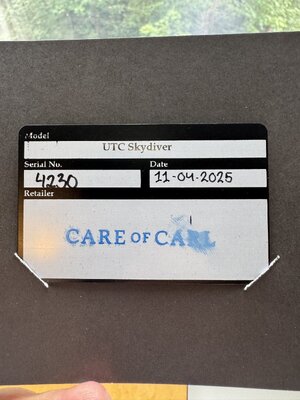 Model
UTC Skydiver
Serial No. Date
4230 11-04-2025
Retailer
CARE OF CARL